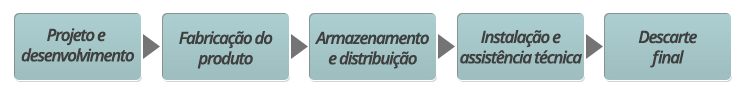 Projeto e
desenvolvimento
Fabricação do
produto
Armazenamento
e distribuição
Instalação e
assistência técnica
Descarte
final